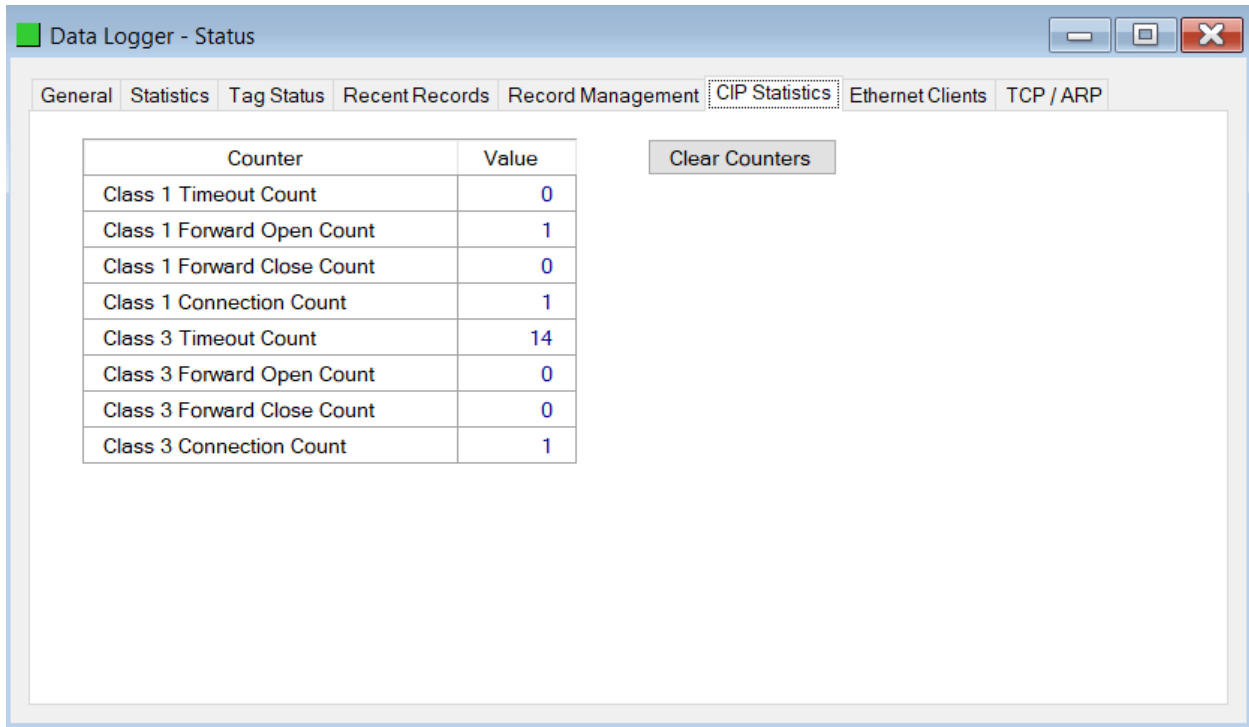 Data Logger - Status
General Statistics Tag Status Recent Records Record Management CIP Statistics Ethernet Clients TCP / ARP
Counter Value Clear Counters
Class 1 Timeout Count 0
Class 1 Forward Open Count 1
Class 1 Forward Close Count 0
Class 1 Connection Count 1
Class 3 Timeout Count 14
Class 3 Forward Open Count 0
Class 3 Forward Close Count 0
Class 3 Connection Count 1